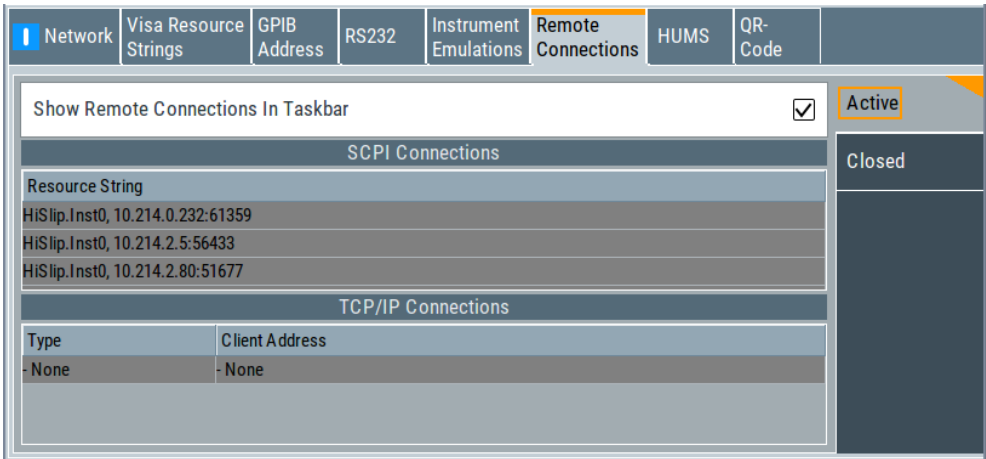 Network
Visa Resource
Strings
GPIB
Address
RS232
Instrument
Emulations
Remote
Connections
HUMS
QR-
Code
Show Remote Connections In Taskbar
Active
Closed
SCPI Connections
Resource String
HiSlip.Inst0, 10.214.0.232:61359
HiSlip.Inst0, 10.214.2.5:56433
HiSlip.Inst0, 10.214.2.80:51677
TCP/IP Connections
Type Client Address
- None - None